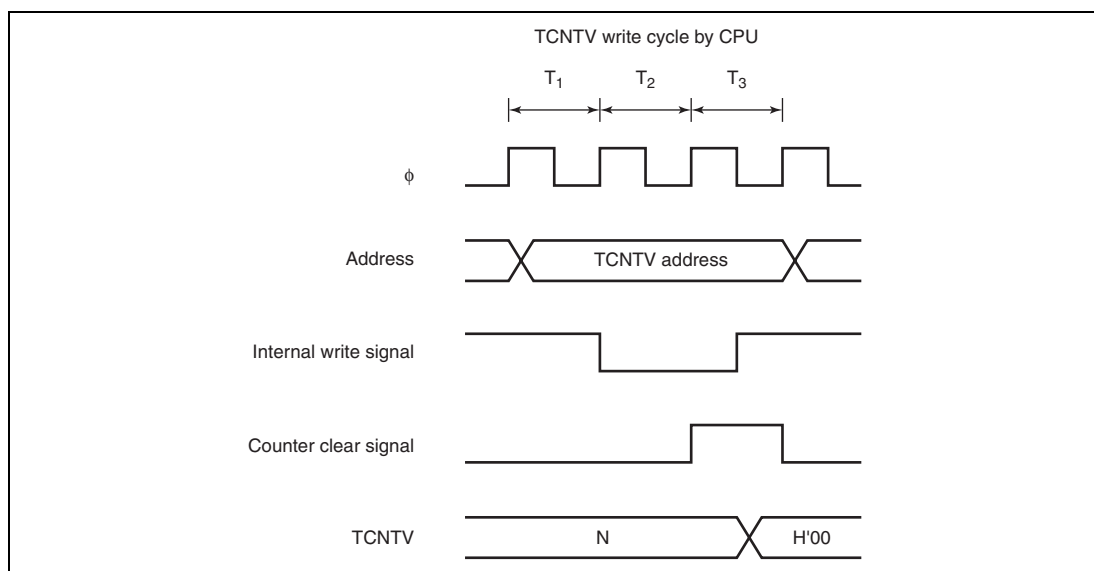 TCNTV write cycle by CPU
T1 T2 T3
ϕ
Address TCNTV address
Internal write signal
Counter clear signal
TCNTV N H'00